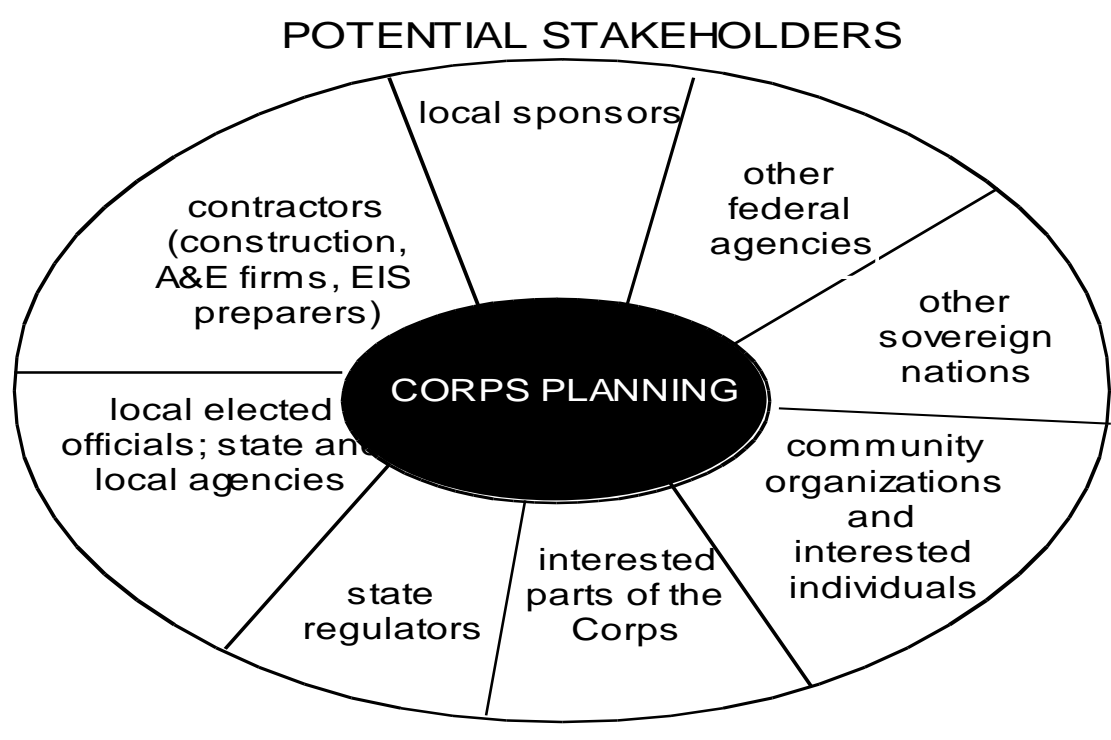 POTENTIAL STAKEHOLDERS
local sponsors
other
federal
agencies
other
sovereign
nations
community
organizations
and
interested
individuals
interested
parts of the
Corps
state
regulators
local elected
officials; state and
local agencies
contractors
(construction,
A&E firms, EIS
preparers)
CORPS PLANNING